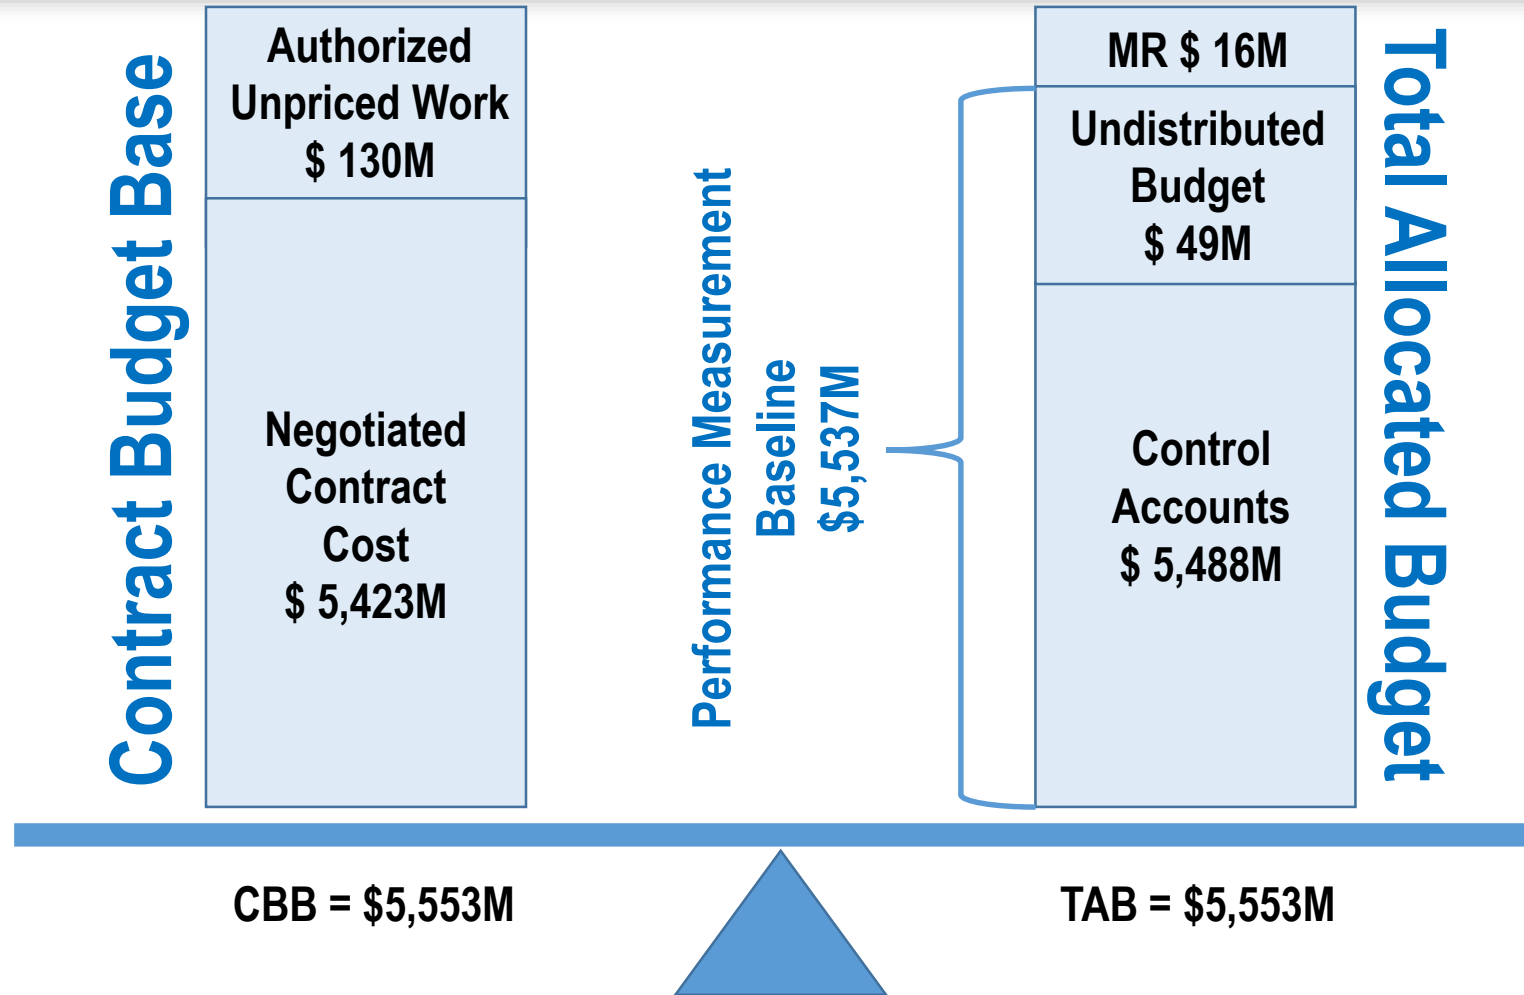 Contract Budget Base
Authorized
Unpriced Work
$ 130M
Negotiated
Contract
Cost
$ 5,423M
Performance Measurement
Baseline
$5,537M
MR $ 16M
Undistributed
Budget
$ 49M
Control
Accounts
$ 5,488M
Total Allocated Budget
CBB = $5,553M
TAB = $5,553M